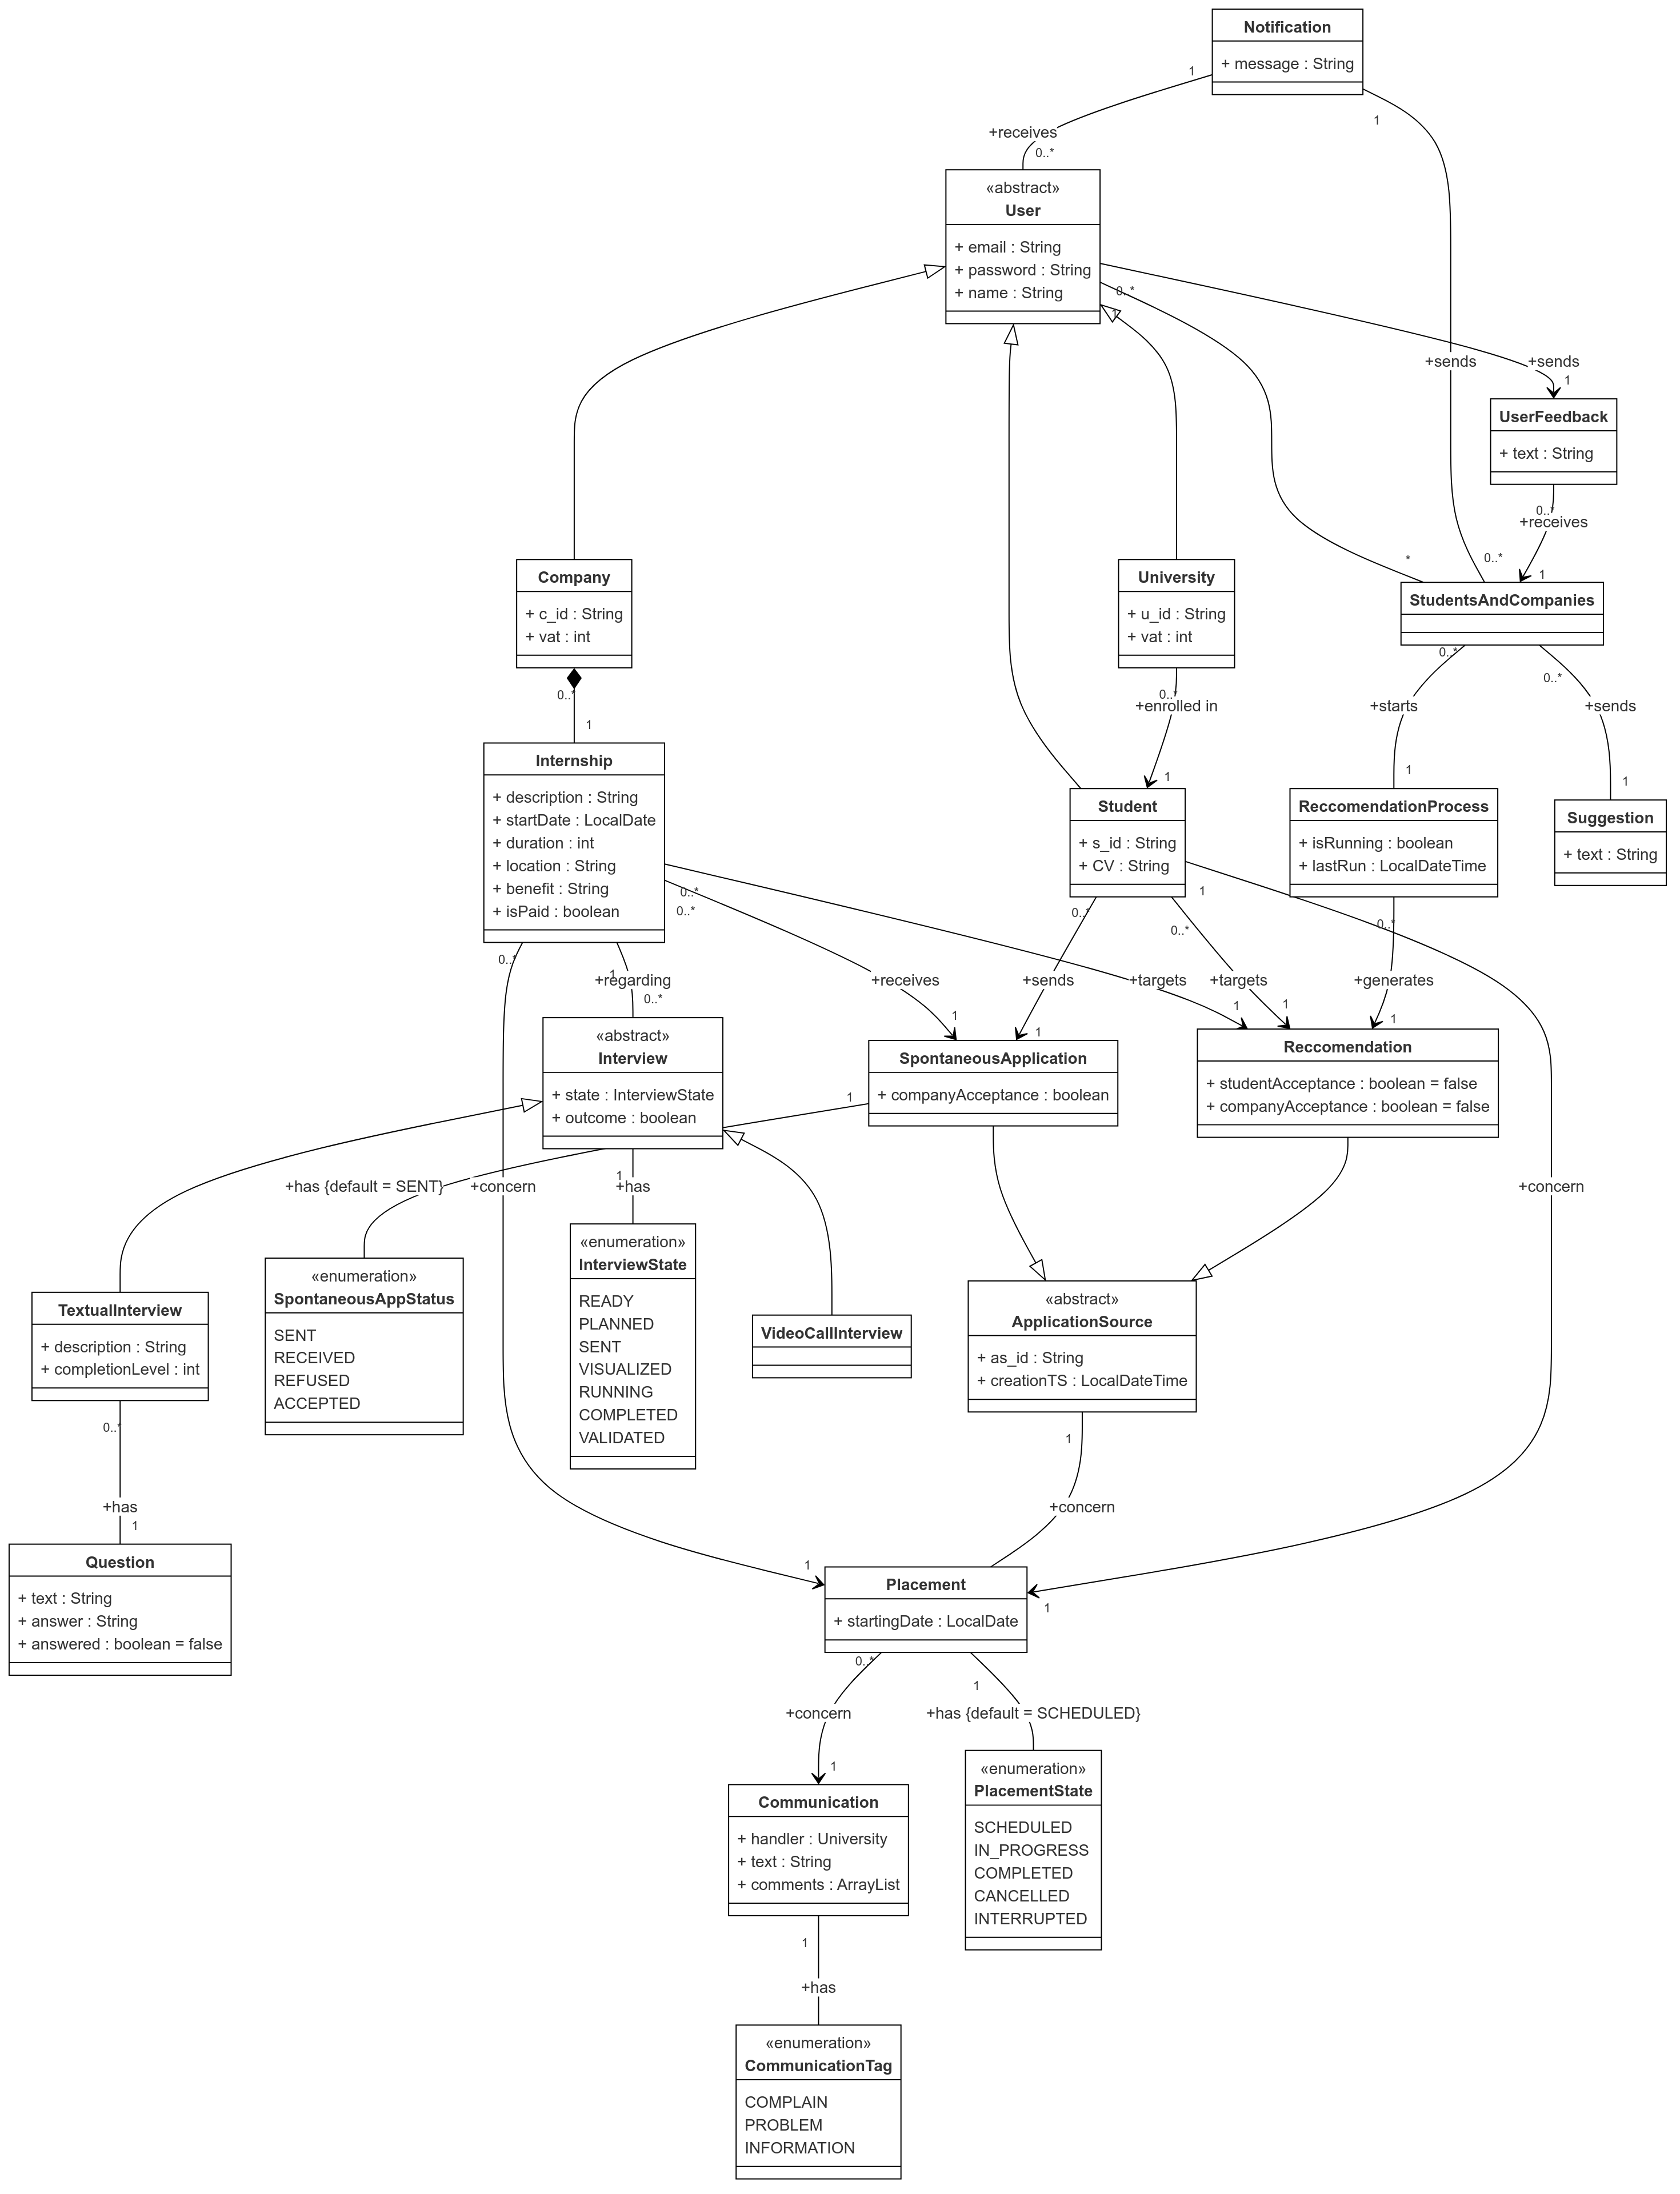 Notification
+ message : String
1
1
+receives
0..*
«abstract»
User
+ email : String
+ password : String
+ name : String
0..*
1
+sends
+sends
1
UserFeedback
+ text : String
0..*
+receives
1
*
0..*
Company
+ c_id : String
+ vat : int
University
+ u_id : String
+ vat : int
StudentsAndCompanies
0..*
0..*
+starts
+sends
1
1
0..*
1
0..*
+enrolled in
1
Internship
+ description : String
+ startDate : LocalDate
+ duration : int
+ location : String
+ benefit : String
+ isPaid : boolean
Student
+ s_id : String
+ CV : String
ReccomendationProcess
+ isRunning : boolean
+ lastRun : LocalDateTime
Suggestion
+ text : String
0..*
0..*
0..*
0..*
1
0..*
0..*
1
+regarding
0..*
+receives
+sends
+targets
+targets
+generates
1
1
1
1
1
«abstract»
Interview
+ state : InterviewState
+ outcome : boolean
SpontaneousApplication
+ companyAcceptance : boolean
1
Reccomendation
+ studentAcceptance : boolean = false
+ companyAcceptance : boolean = false
+has {default = SENT}
+concern
1
+has
+concern
TextualInterview
+ description : String
+ completionLevel : int
«enumeration»
SpontaneousAppStatus
SENT
RECEIVED
REFUSED
ACCEPTED
«enumeration»
InterviewState
READY
PLANNED
SENT
VISUALIZED
RUNNING
COMPLETED
VALIDATED
VideoCallInterview
«abstract»
ApplicationSource
+ as_id : String
+ creationTS : LocalDateTime
0..*
+has
1
1
+concern
Question
+ text : String
+ answer : String
+ answered : boolean = false
1
1
Placement
+ startingDate : LocalDate
0..*
1
+concern
+has {default = SCHEDULED}
1
Communication
+ handler : University
+ text : String
+ comments : ArrayList
«enumeration»
PlacementState
SCHEDULED
IN_PROGRESS
COMPLETED
CANCELLED
INTERRUPTED
1
+has
«enumeration»
CommunicationTag
COMPLAIN
PROBLEM
INFORMATION